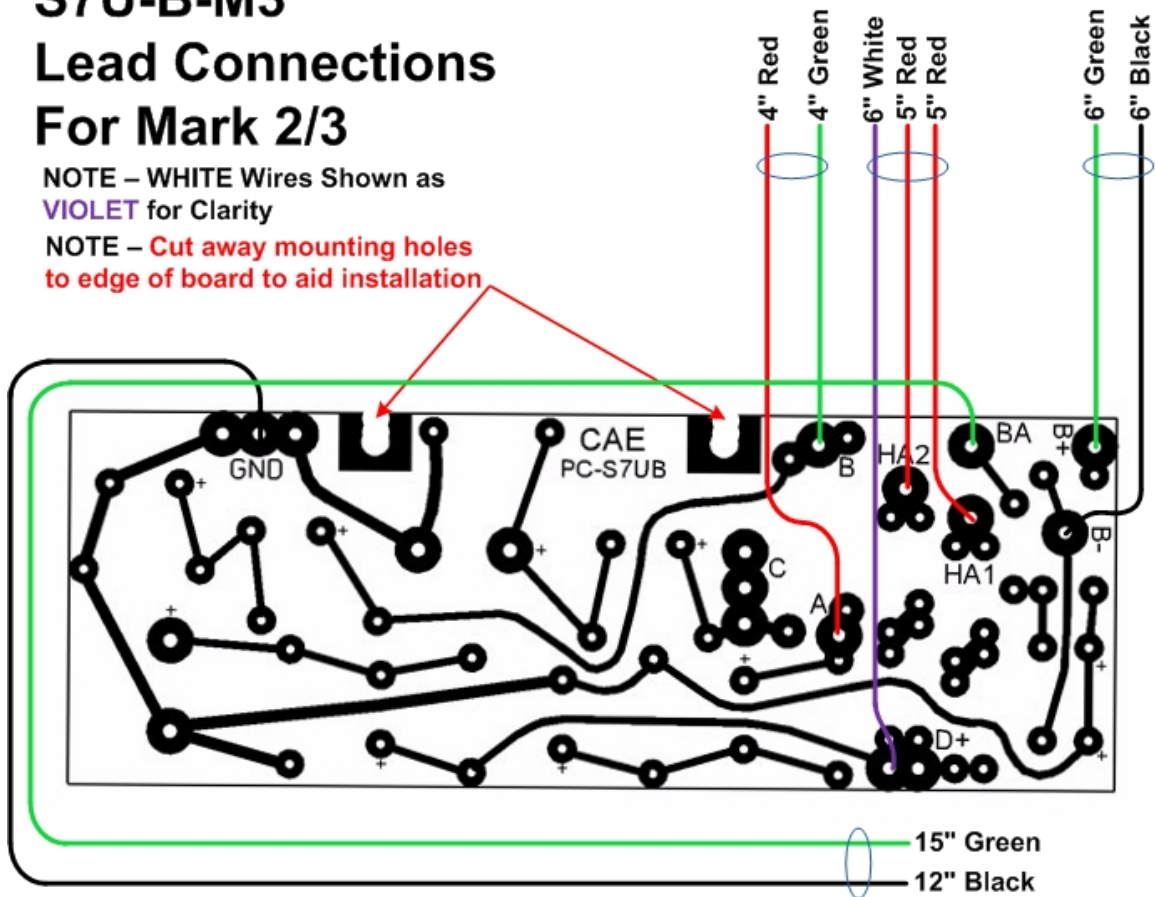 S7U-B-M3
Lead Connections
For Mark 2/3
NOTE – WHITE Wires Shown as
VIOLET for Clarity
NOTE – Cut away mounting holes
to edge of board to aid installation
4" Red
4" Green
6" White
5" Red
5" Red
6" Green
6" Black
GND
CAE
PC-S7UB
B
HA2
BA
B+
B-
HA1
C
A
D+
+
+
+
+
+
+
+
+
+
+
15" Green
12" Black